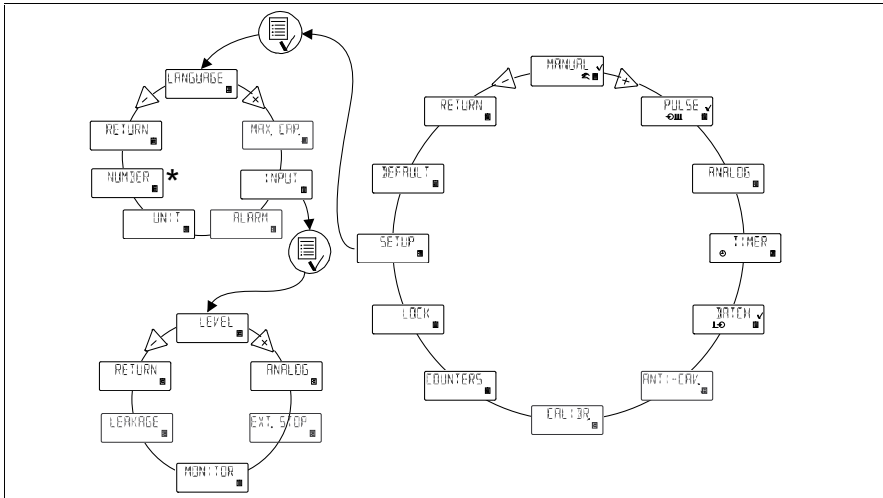 LANGUAGE
MAX. CAP.
INPUT
ALARM
UNIT
NUMBER *
RETURN
LEVEL
ANALOG
EXT. STOP
MONITOR
LEAKAGE
RETURN
MANUAL
PULSE
ANALOG
TIMER
BATCH
ANTI-CAV.
CALIBR.
COUNTERS
LOCK
SETUP
DEFAULT
RETURN